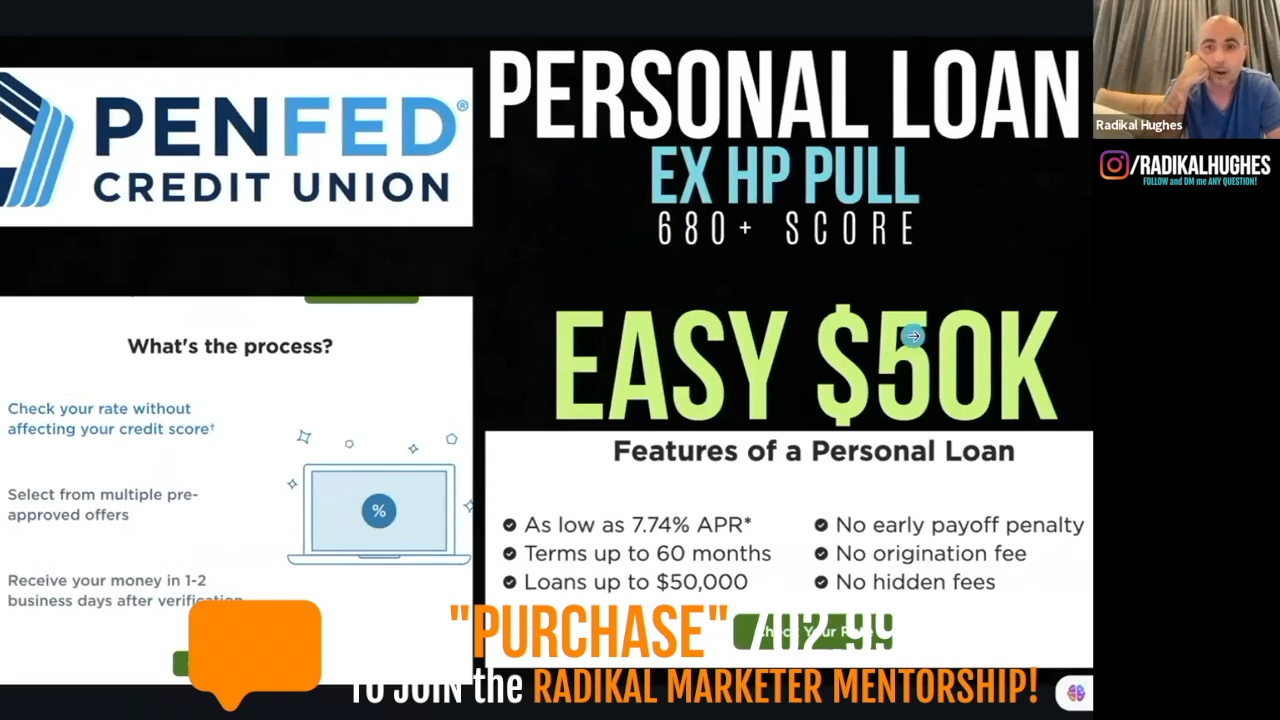 PENFED®
CREDIT UNION
PERSONAL LOAN
EX HP PULL
680+ SCORE
Radikal Hughes
/RADIKALHUGHES
FOLLOW and DM me ANY QUESTION!
EASY $50K
What's the process?
Check your rate without
affecting your credit score†
Select from multiple pre-
approved offers
Receive your money in 1-2
business days after verification
%
Features of a Personal Loan
As low as 7.74% APR*
Terms up to 60 months
Loans up to $50,000
No early payoff penalty
No origination fee
No hidden fees
"PURCHASE" 702.99
TO JOIN the RADIKAL MARKETER MENTORSHIP!